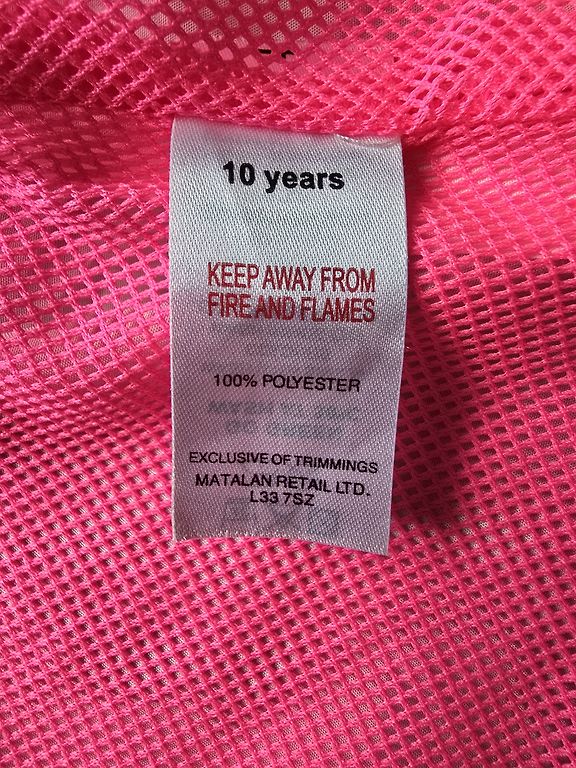 10 years
KEEP AWAY FROM
FIRE AND FLAMES
100% POLYESTER
EXCLUSIVE OF TRIMMINGS
MATALAN RETAIL LTD.
L33 7SZ